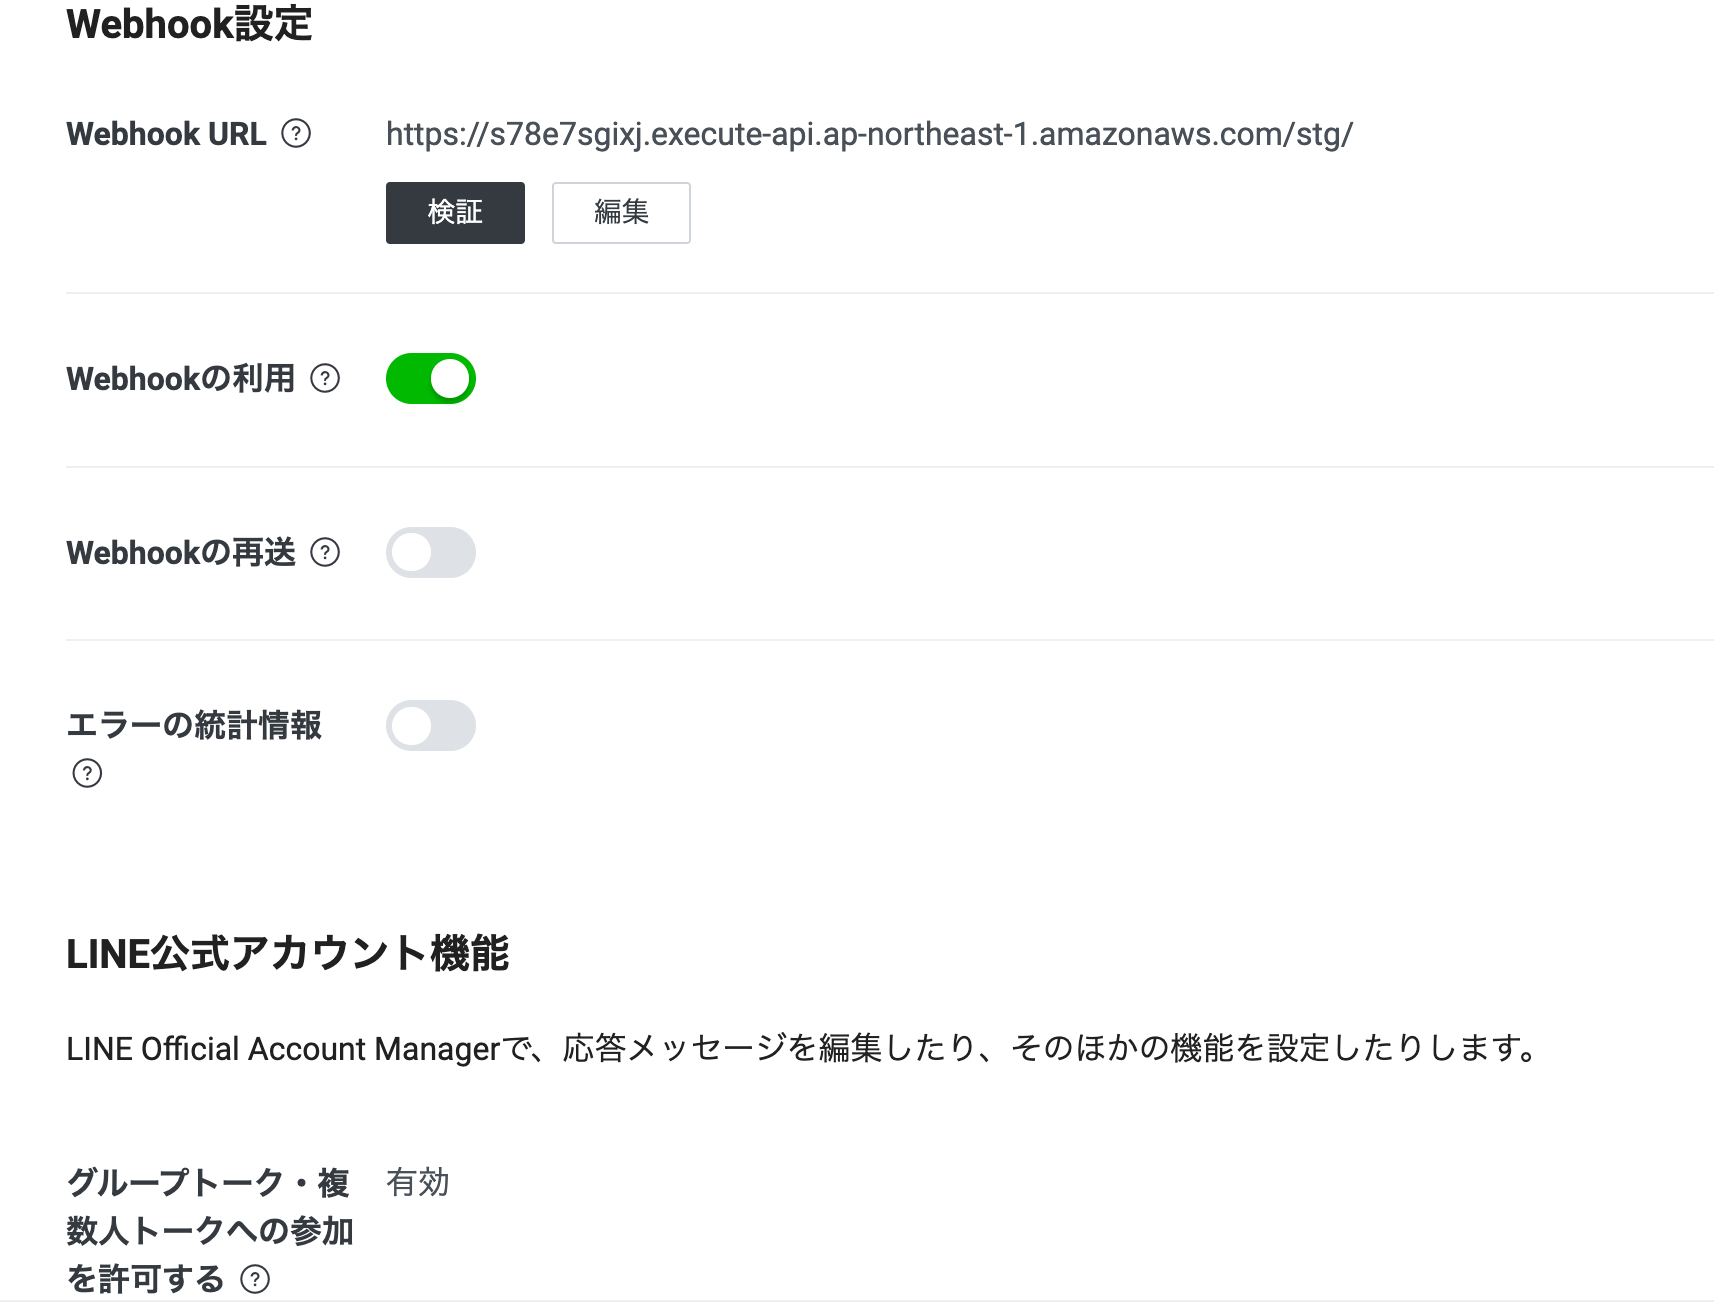 Webhook設定
Webhook URL ?
https://s78e7sgixj.execute-api.ap-northeast-1.amazonaws.com/stg/
検証 編集
Webhookの利用 ?
Webhookの再送 ?
エラーの統計情報
?
LINE公式アカウント機能
LINE Official Account Managerで、応答メッセージを編集したり、そのほかの機能を設定したりします。
グループトーク・複 有効
数人トークへの参加
を許可する ?